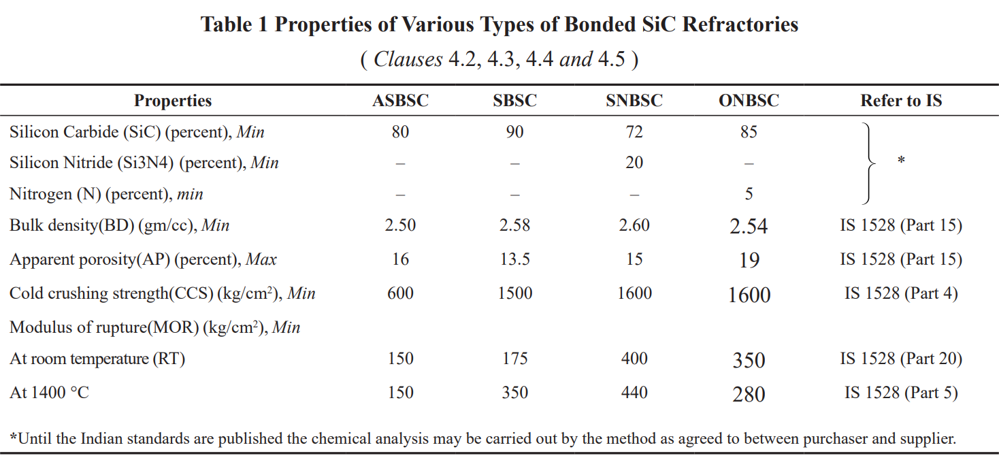 Table 1 Properties of Various Types of Bonded SiC Refractories
( Clauses 4.2, 4.3, 4.4 and 4.5 )
Properties ASBSC SBSC SNBSC ONBSC Refer to IS
Silicon Carbide (SiC) (percent), Min 80 90 72 85
Silicon Nitride (Si3N4) (percent), Min – – 20 – *
Nitrogen (N) (percent), min – – – 5
Bulk density(BD) (gm/cc), Min 2.50 2.58 2.60 2.54 IS 1528 (Part 15)
Apparent porosity(AP) (percent), Max 16 13.5 15 19 IS 1528 (Part 15)
Cold crushing strength(CCS) (kg/cm²), Min 600 1500 1600 1600 IS 1528 (Part 4)
Modulus of rupture(MOR) (kg/cm²), Min
At room temperature (RT) 150 175 400 350 IS 1528 (Part 20)
At 1400 °C 150 350 440 280 IS 1528 (Part 5)
*Until the Indian standards are published the chemical analysis may be carried out by the method as agreed to between purchaser and supplier.